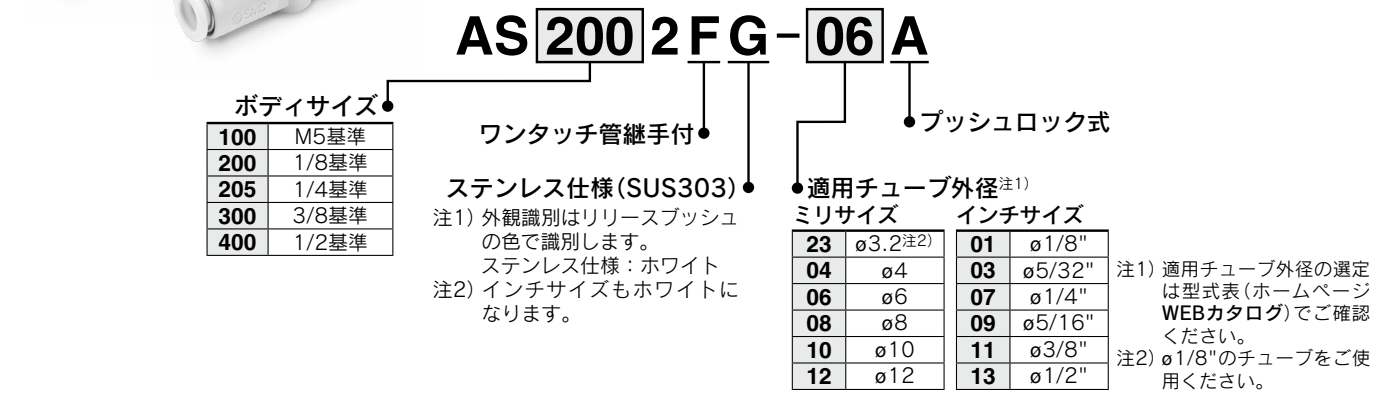 SMC
AS 200 2 F G - 06 A
ボディサイズ
100 M5基準
200 1/8基準
205 1/4基準
300 3/8基準
400 1/2基準
ワンタッチ管継手付
ステンレス仕様(SUS303)
注1) 外観識別はリリースブッシュ
の色で識別します。
ステンレス仕様：ホワイト
注2) インチサイズもホワイトに
なります。
プッシュロック式
適用チューブ外径注1)
ミリサイズ
23 ø3.2注2)
04 ø4
06 ø6
08 ø8
10 ø10
12 ø12
インチサイズ
01 ø1/8"
03 ø5/32"
07 ø1/4"
09 ø5/16"
11 ø3/8"
13 ø1/2"
注1) 適用チューブ外径の選定
は型式表(ホームページ
WEBカタログ)でご確認
ください。
注2) ø1/8"のチューブをご使
用ください。